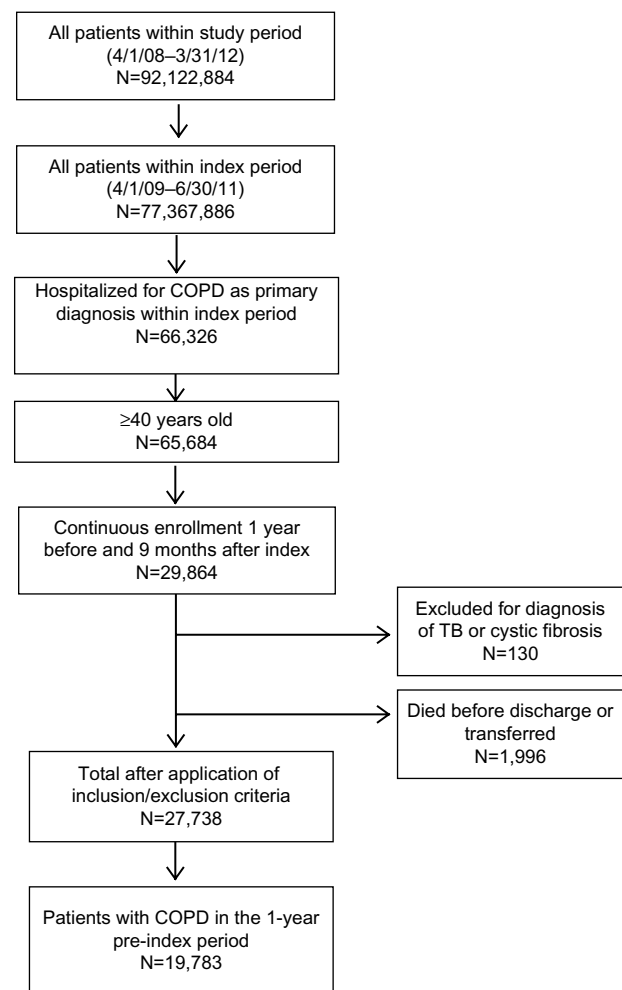 All patients within study period
(4/1/08–3/31/12)
N=92,122,884
All patients within index period
(4/1/09–6/30/11)
N=77,367,886
Hospitalized for COPD as primary
diagnosis within index period
N=66,326
≥40 years old
N=65,684
Continuous enrollment 1 year
before and 9 months after index
N=29,864
Excluded for diagnosis
of TB or cystic fibrosis
N=130
Died before discharge or
transferred
N=1,996
Total after application of
inclusion/exclusion criteria
N=27,738
Patients with COPD in the 1-year
pre-index period
N=19,783